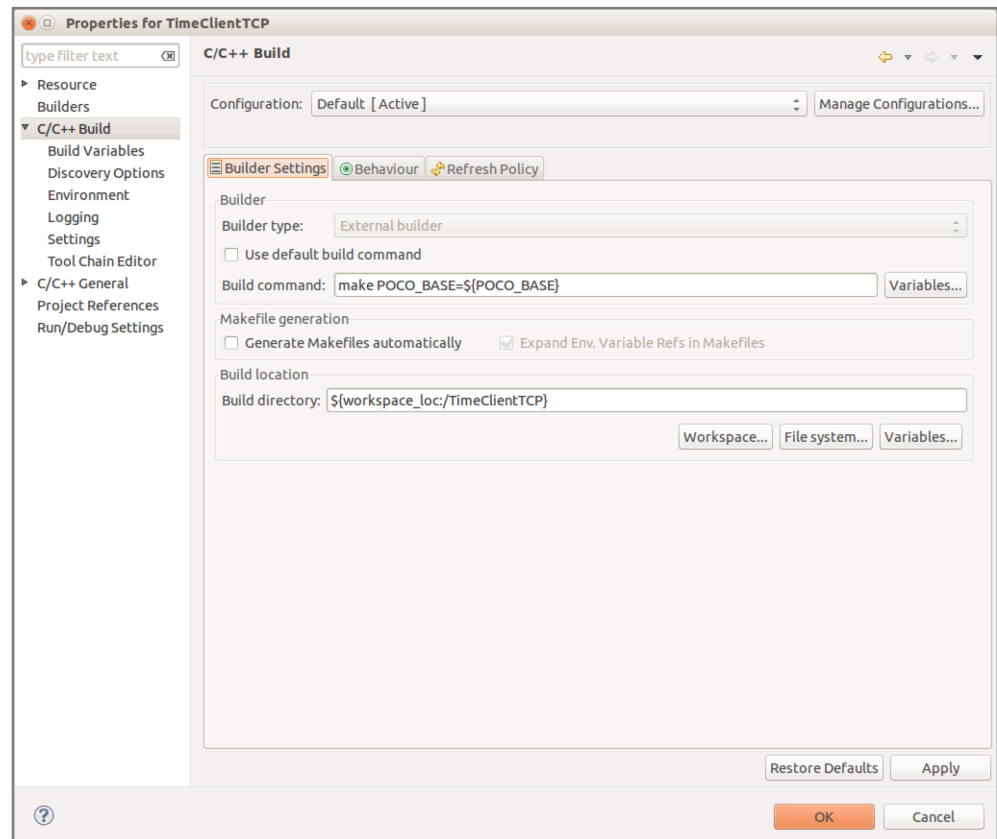 Properties for TimeClientTCP
type filter text
Resource
Builders
C/C++ Build
Build Variables
Discovery Options
Environment
Logging
Settings
Tool Chain Editor
C/C++ General
Project References
Run/Debug Settings
C/C++ Build
Configuration: Default [ Active ] Manage Configurations...
Builder Settings Behaviour Refresh Policy
Builder
Builder type: External builder
Use default build command
Build command: make POCO_BASE=${POCO_BASE} Variables...
Makefile generation
Generate Makefiles automatically Expand Env. Variable Refs in Makefiles
Build location
Build directory: ${workspace_loc:/TimeClientTCP}
Workspace... File system... Variables...
Restore Defaults Apply
? OK Cancel